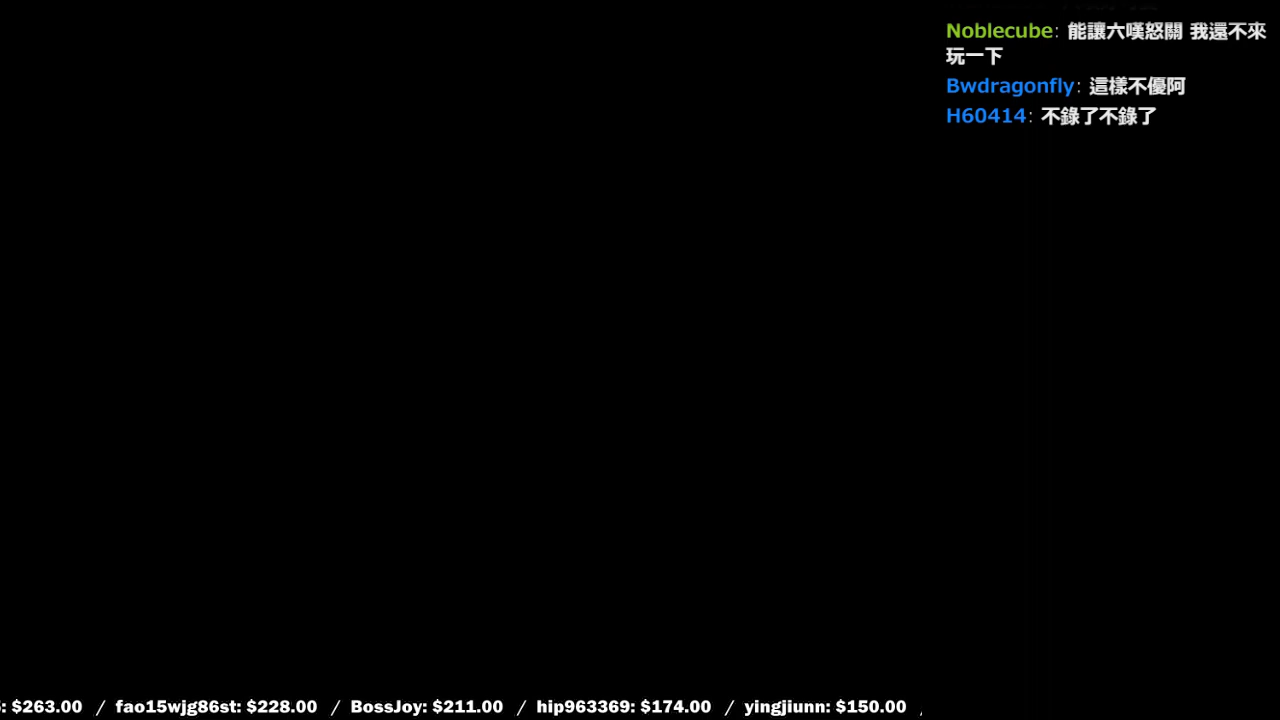 Noblecube: 能讓六嘆怒關 我還不來
玩一下
Bwdragonfly: 這樣不優阿
H60414: 不錄了不錄了
: $263.00 / fao15wjg86st: $228.00 / BossJoy: $211.00 / hip963369: $174.00 / yingjiunn: $150.00 /